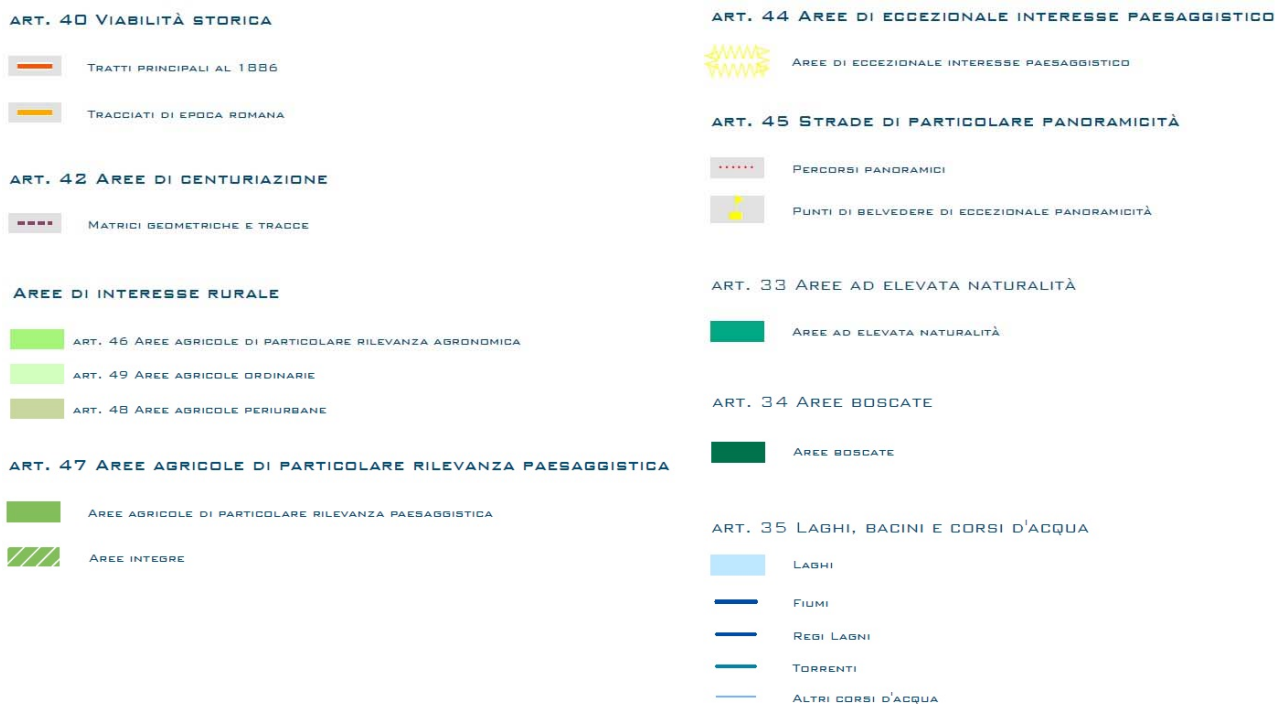 ART. 40 VIABILITÀ STORICA
TRATTI PRINCIPALI AL 1886
TRACCIATI DI EPOCA ROMANA
ART. 42 AREE DI CENTURIAZIONE
MATRICI GEOMETRICHE E TRACCE
AREE DI INTERESSE RURALE
ART. 46 AREE AGRICOLE DI PARTICOLARE RILEVANZA AGRONOMICA
ART. 49 AREE AGRICOLE ORDINARIE
ART. 48 AREE AGRICOLE PERIURBANE
ART. 47 AREE AGRICOLE DI PARTICOLARE RILEVANZA PAESAGGISTICA
AREE AGRICOLE DI PARTICOLARE RILEVANZA PAESAGGISTICA
AREE INTEGRE
ART. 44 AREE DI ECCEZIONALE INTERESSE PAESAGGISTICO
AREE DI ECCEZIONALE INTERESSE PAESAGGISTICO
ART. 45 STRADE DI PARTICOLARE PANORAMICITÀ
PERCORSI PANORAMICI
PUNTI DI BELVEDERE DI ECCEZIONALE PANORAMICITÀ
ART. 33 AREE AD ELEVATA NATURALITÀ
AREE AD ELEVATA NATURALITÀ
ART. 34 AREE BOSCATE
AREE BOSCATE
ART. 35 LAGHI, BACINI E CORSI D'ACQUA
LAGHI
FIUMI
REGI LAGNI
TORRENTI
ALTRI CORSI D'ACQUA